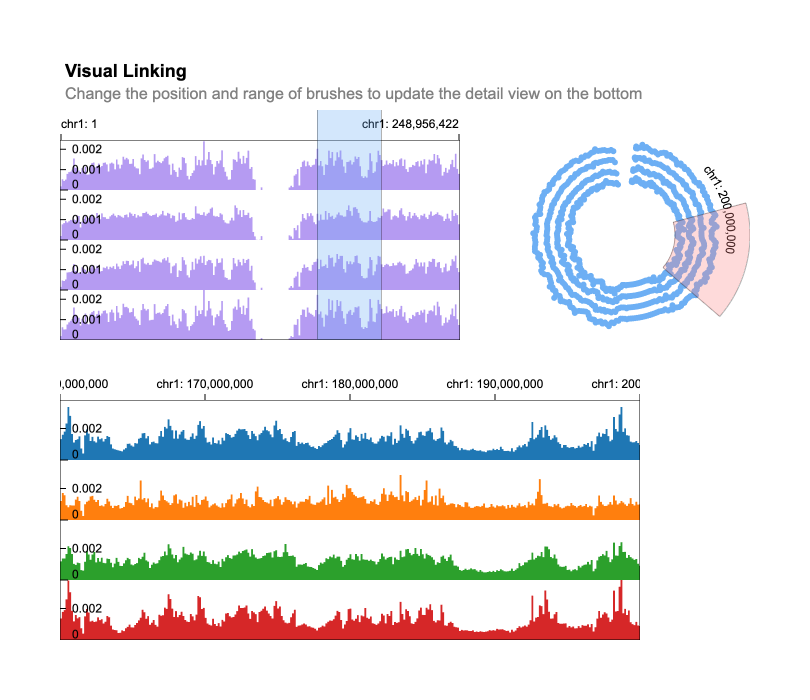 Visual Linking
Change the position and range of brushes to update the detail view on the bottom
chr1: 1
chr1: 248,956,422
0.002
0.001
0
0.002
0.001
0
0.002
0.001
0
0.002
0.001
0
chr1: 200,000,000
0,000,000
chr1: 170,000,000
chr1: 180,000,000
chr1: 190,000,000
chr1: 200
0.002
0
0.002
0
0.002
0
0.002
0